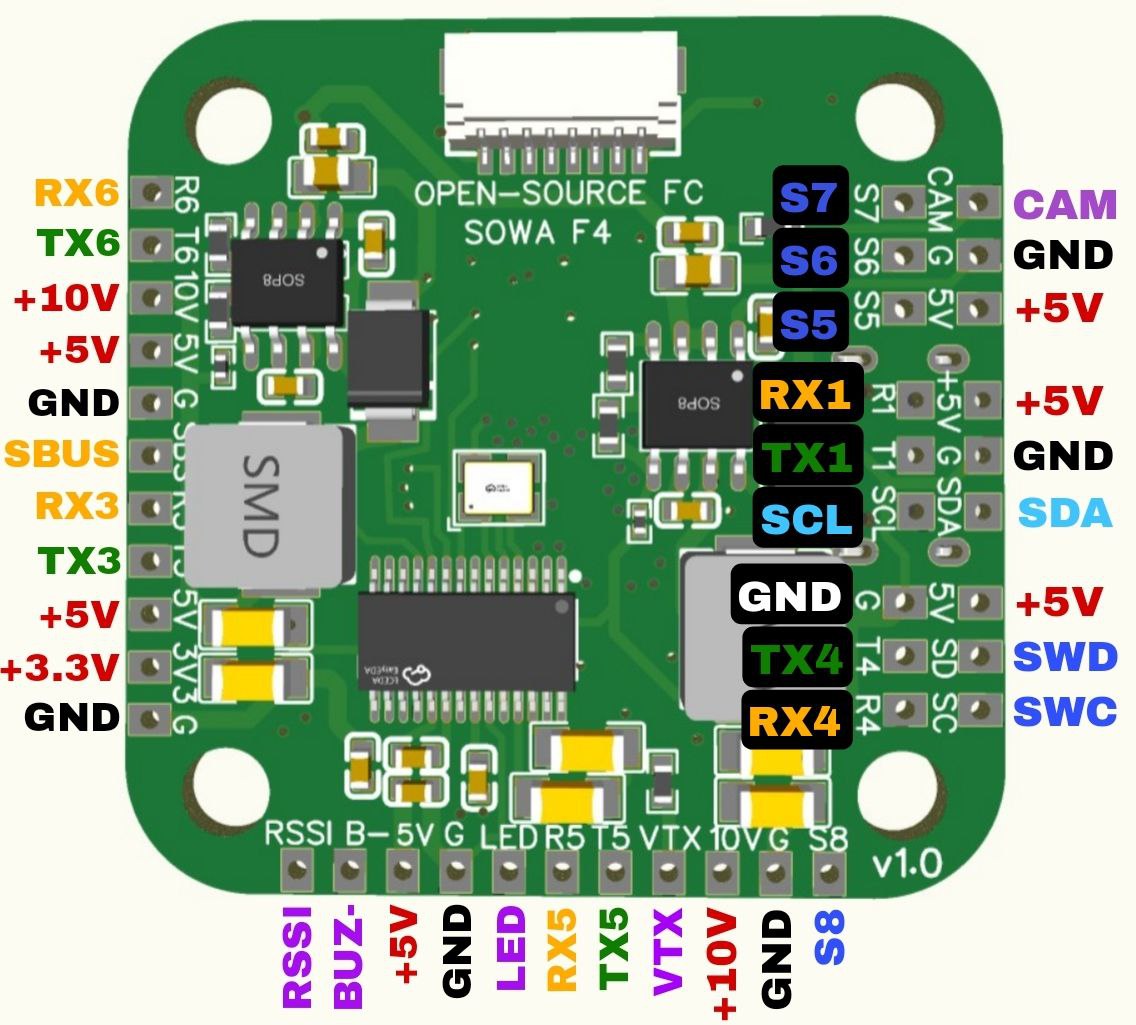 OPEN-SOURCE FC
SOWA F4
RX6
TX6
+10V
+5V
GND
SBUS
RX3
TX3
+5V
+3.3V
GND
R6
T6
10V
5V
G
SBS
R3
T3
5V
3V3
G
SOP8
SMD
SOP8
LCEDA
EasyEDA
S7
S6
S5
RX1
TX1
SCL
GND
TX4
RX4
S7
S6
S5
R1
T1
SCL
G
T4
R4
CAM
G
5V
+5V
G
SDA
5V
SD
SC
CAM
GND
+5V
+5V
GND
SDA
+5V
SWD
SWC
RSSI B- 5V G LED R5 T5 VTX 10V G S8
v1.0
RSSI
BUZ-
+5V
GND
LED
RX5
TX5
VTX
+10V
GND
S8